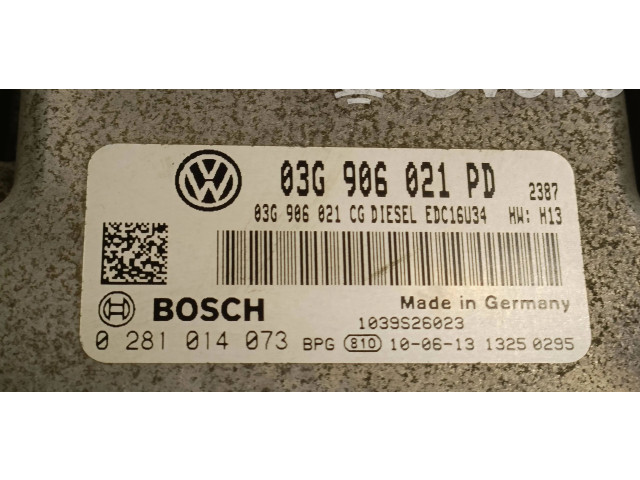 VW
03G 906 021 PD 2387
03G 906 021 CG DIESEL EDC16U34 HW: H13
BOSCH
Made in Germany
1039S26023
0 281 014 073 BPG 810 10-06-13 1325 0295